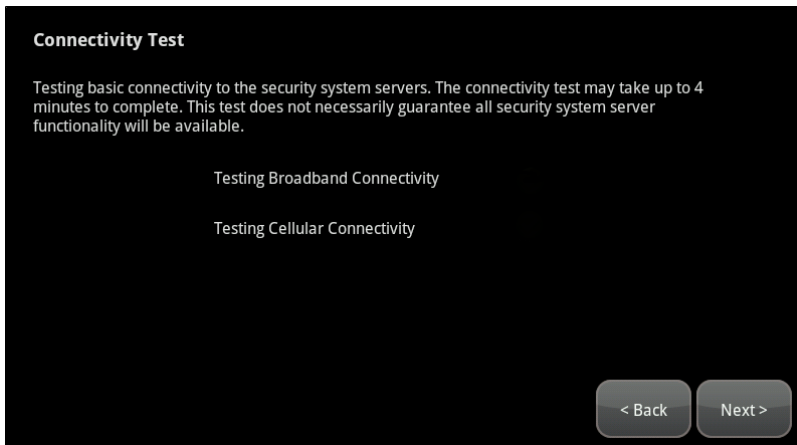 Connectivity Test
Testing basic connectivity to the security system servers. The connectivity test may take up to 4
minutes to complete. This test does not necessarily guarantee all security system server
functionality will be available.
Testing Broadband Connectivity
Testing Cellular Connectivity
< Back
Next >